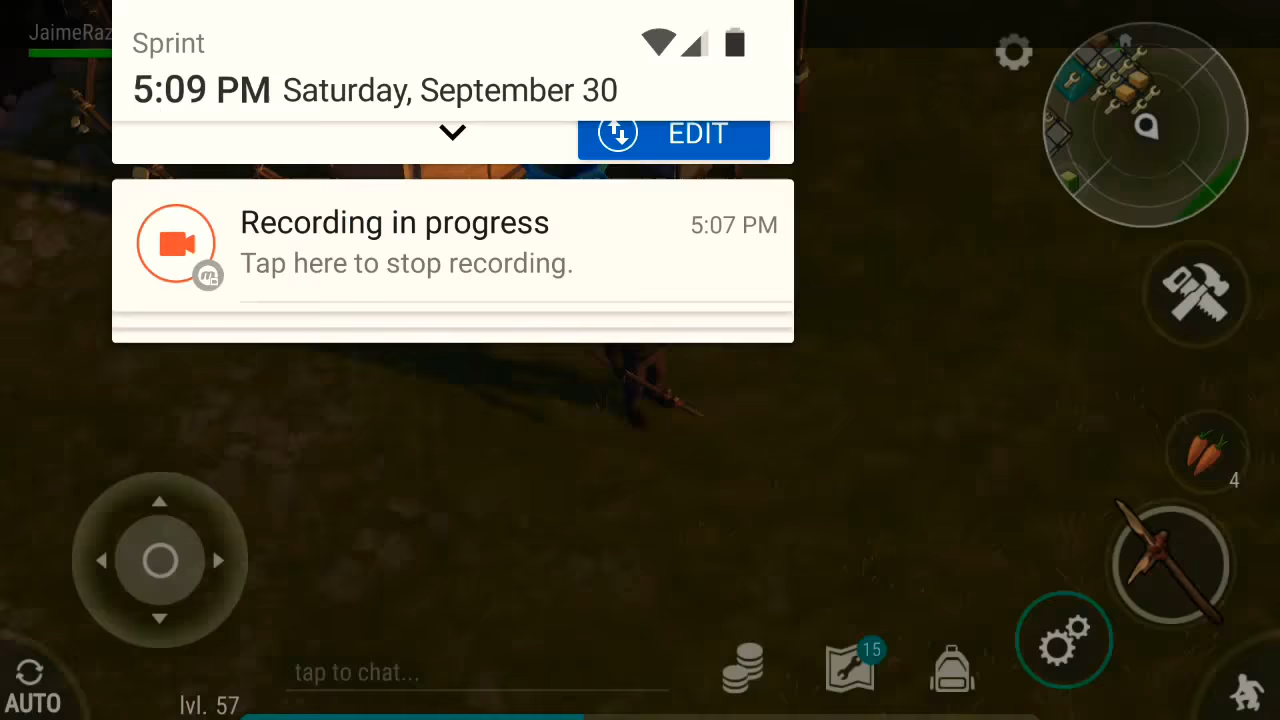 JaimeRaz
Sprint
5:09 PM Saturday, September 30
EDIT
Recording in progress
5:07 PM
Tap here to stop recording.
4
15
tap to chat...
AUTO
lvl. 57